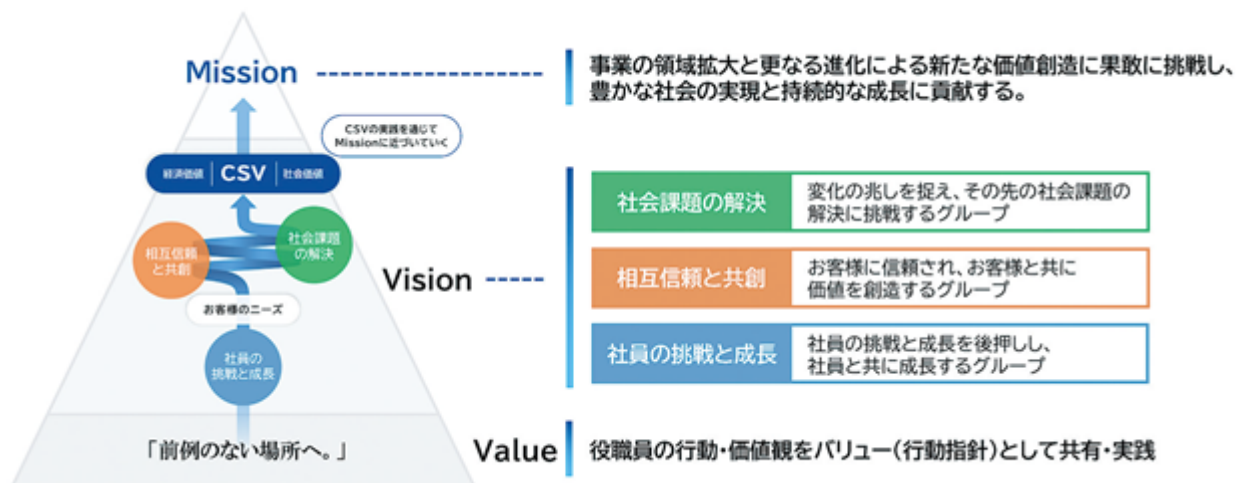 Mission
事業の領域拡大と更なる進化による新たな価値創造に果敢に挑戦し、
豊かな社会の実現と持続的な成長に貢献する。
CSVの実践を通じて
Missionに近づいていく
経済価値 | CSV | 社会価値
相互信頼
と共創
社会課題
の解決
お客様のニーズ
社員の
挑戦と成長
「前例のない場所へ。」
Vision
社会課題の解決
変化の兆しを捉え、その先の社会課題の
解決に挑戦するグループ
相互信頼と共創
お客様に信頼され、お客様と共に
価値を創造するグループ
社員の挑戦と成長
社員の挑戦と成長を後押しし、
社員と共に成長するグループ
Value
役職員の行動・価値観をバリュー（行動指針）として共有・実践